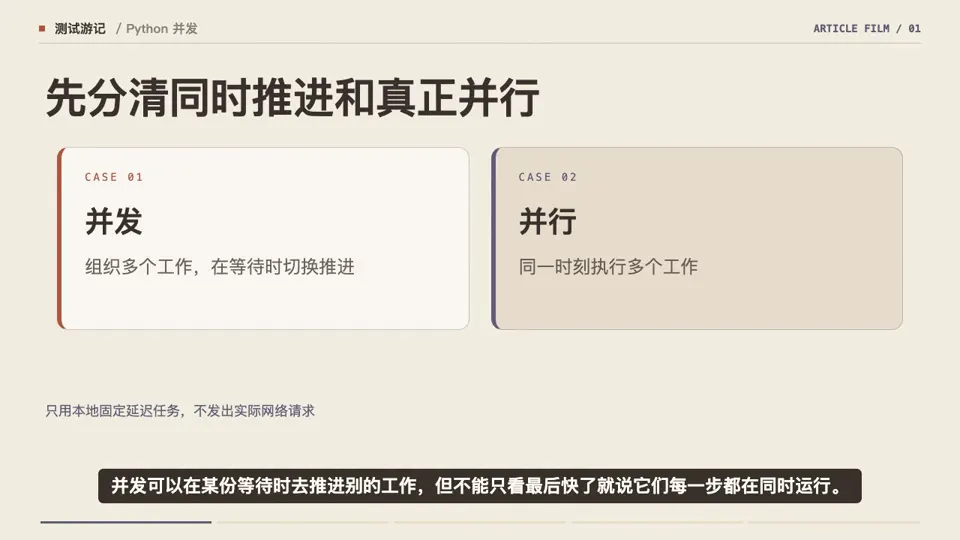 测试游记 / Python 并发
ARTICLE FILM / 01
先分清同时推进和真正并行
CASE 01
并发
组织多个工作，在等待时切换推进
CASE 02
并行
同一时刻执行多个工作
只用本地固定延迟任务，不发出实际网络请求
并发可以在某份等待时去推进别的工作，但不能只看最后快了就说它们每一步都在同时运行。